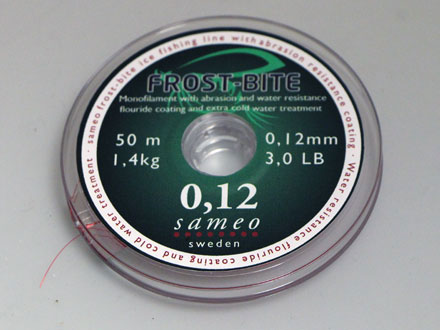 FROST-BITE
Monofilament with abrasion and water resistance
flouride coating and extra cold water treatment
50 m
0,12mm
1,4kg
3,0 LB
0,12
sameo
sweden
sameo frost-bite ice fishing line with abrasion resistance coating · Water resistance flouride coating and cold water treatment ·